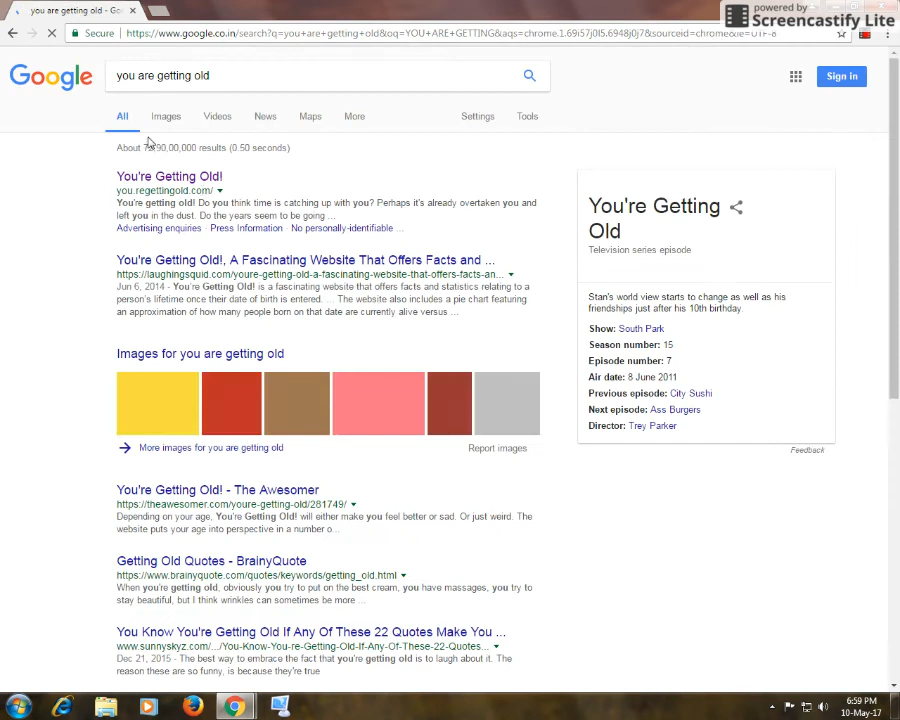 powered by
Screencastify Lite
you are getting old - Go
Secure https://www.google.co.in/search?q=you+are+getting+old&oq=YOU+ARE+GETTING&aqs=chrome.1.69i57j0l5.6948j0j7&sourceid=chrome&ie=UTF-8
Google
you are getting old
Sign in
All Images Videos News Maps More Settings Tools
About results (0.50 seconds)
You're Getting Old!
you.regettingold.com/
You're getting old! Do you think time is catching up with you? Perhaps it's already overtaken you and
left you in the dust. Do the years seem to be going ...
Advertising enquiries · Press Information · No personally-identifiable ...
You're Getting Old!, A Fascinating Website That Offers Facts and ...
https://laughingsquid.com/youre-getting-old-a-fascinating-website-that-offers-facts-an...
Jun 6, 2014 - You're Getting Old! is a fascinating website that offers facts and statistics relating to a
person's lifetime once their date of birth is entered. ... The website also includes a pie chart featuring
an approximation of how many people born on that date are currently alive versus ...
Images for you are getting old
More images for you are getting old
Report images
You're Getting Old! - The Awesomer
https://theawesomer.com/youre-getting-old/281749/
Depending on your age, You're Getting Old! will either make you feel better or sad. Or just weird. The
website puts your age into perspective in a number o...
Getting Old Quotes - BrainyQuote
https://www.brainyquote.com/quotes/keywords/getting_old.html
When you're getting old, obviously you try to put on the best cream, you have massages, you try to
stay beautiful, but I think wrinkles can sometimes be more ...
You Know You're Getting Old If Any Of These 22 Quotes Make You ...
www.sunnyskyz.com/.../You-Know-You-re-Getting-Old-If-Any-Of-These-22-Quotes...
Dec 21, 2015 - The best way to embrace the fact that you're getting old is to laugh about it. The
reason these are so funny, is because they're true
You're Getting
Old
Television series episode
Stan's world view starts to change as well as his
friendships just after his 10th birthday.
Show: South Park
Season number: 15
Episode number: 7
Air date: 8 June 2011
Previous episode: City Sushi
Next episode: Ass Burgers
Director: Trey Parker
Feedback
6:59 PM
10-May-17